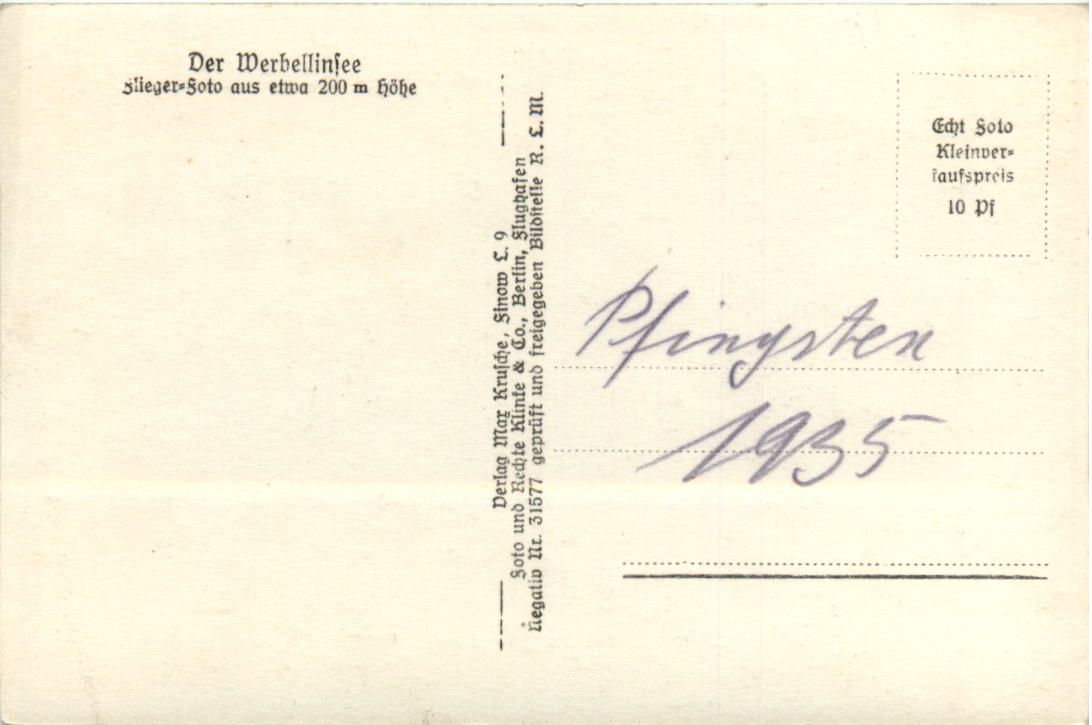 Der Werbellinsee
Flieger=Foto aus etwa 200 m Höhe
Verlag Max Krusche, Finow L. 9
Foto und Rechte Klinke & Co., Berlin, Flughafen
Negativ Nr. 31577 geprüft und freigegeben Bildstelle R. L. M.
Echt Foto
Kleinver=
kaufspreis
10 Pf
Pfingsten
1935